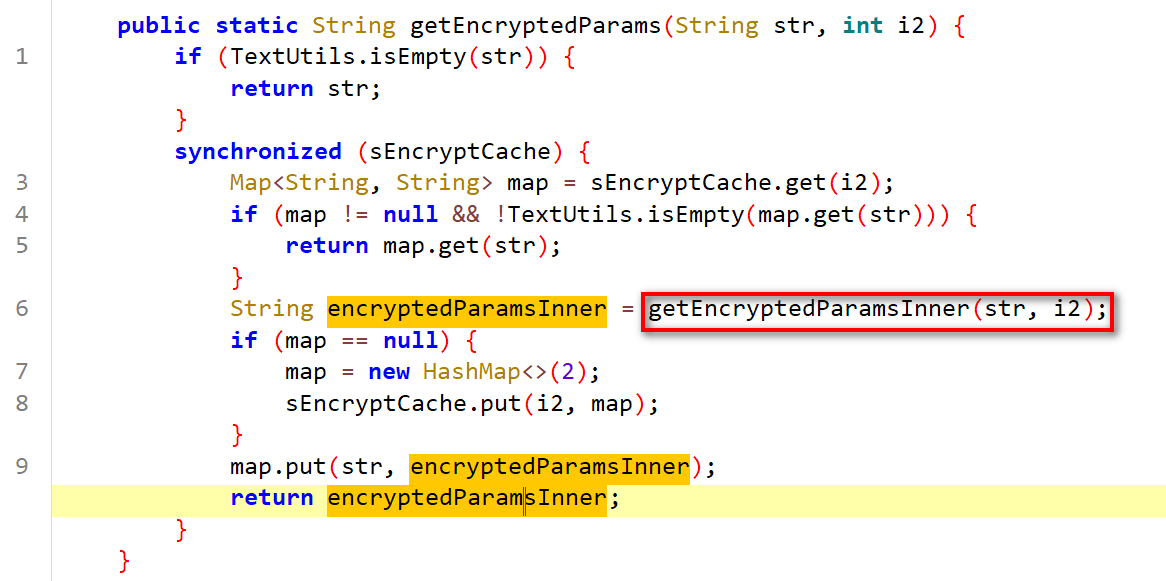 public static String getEncryptedParams(String str, int i2) {
1 if (TextUtils.isEmpty(str)) {
return str;
}
synchronized (sEncryptCache) {
3 Map<String, String> map = sEncryptCache.get(i2);
4 if (map != null && !TextUtils.isEmpty(map.get(str))) {
5 return map.get(str);
}
6 String encryptedParamsInner = getEncryptedParamsInner(str, i2);
if (map == null) {
7 map = new HashMap<>(2);
8 sEncryptCache.put(i2, map);
}
9 map.put(str, encryptedParamsInner);
return encryptedParamsInner;
}
}